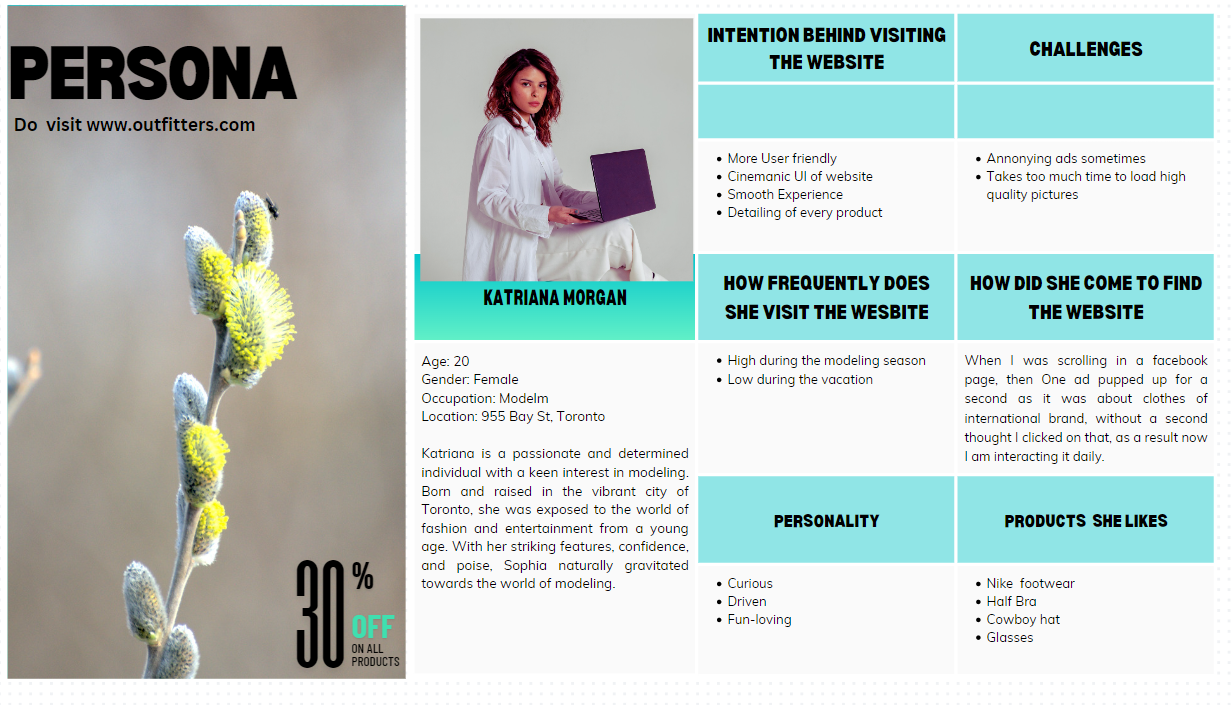 PERSONA
Do visit www.outfitters.com
30 %
OFF
ON ALL
PRODUCTS
KATRIANA MORGAN
Age: 20
Gender: Female
Occupation: Modelm
Location: 955 Bay St, Toronto
Katriana is a passionate and determined
individual with a keen interest in modeling.
Born and raised in the vibrant city of
Toronto, she was exposed to the world of
fashion and entertainment from a young
age. With her striking features, confidence,
and poise, Sophia naturally gravitated
towards the world of modeling.
INTENTION BEHIND VISITING
THE WEBSITE
• More User friendly
• Cinemanic UI of website
• Smooth Experience
• Detailing of every product
CHALLENGES
• Annonying ads sometimes
• Takes too much time to load high
quality pictures
HOW FREQUENTLY DOES
SHE VISIT THE WESBITE
• High during the modeling season
• Low during the vacation
HOW DID SHE COME TO FIND
THE WEBSITE
When I was scrolling in a facebook
page, then One ad pupped up for a
second as it was about clothes of
international brand, without a second
thought I clicked on that, as a result now
I am interacting it daily.
PERSONALITY
• Curious
• Driven
• Fun-loving
PRODUCTS SHE LIKES
• Nike footwear
• Half Bra
• Cowboy hat
• Glasses